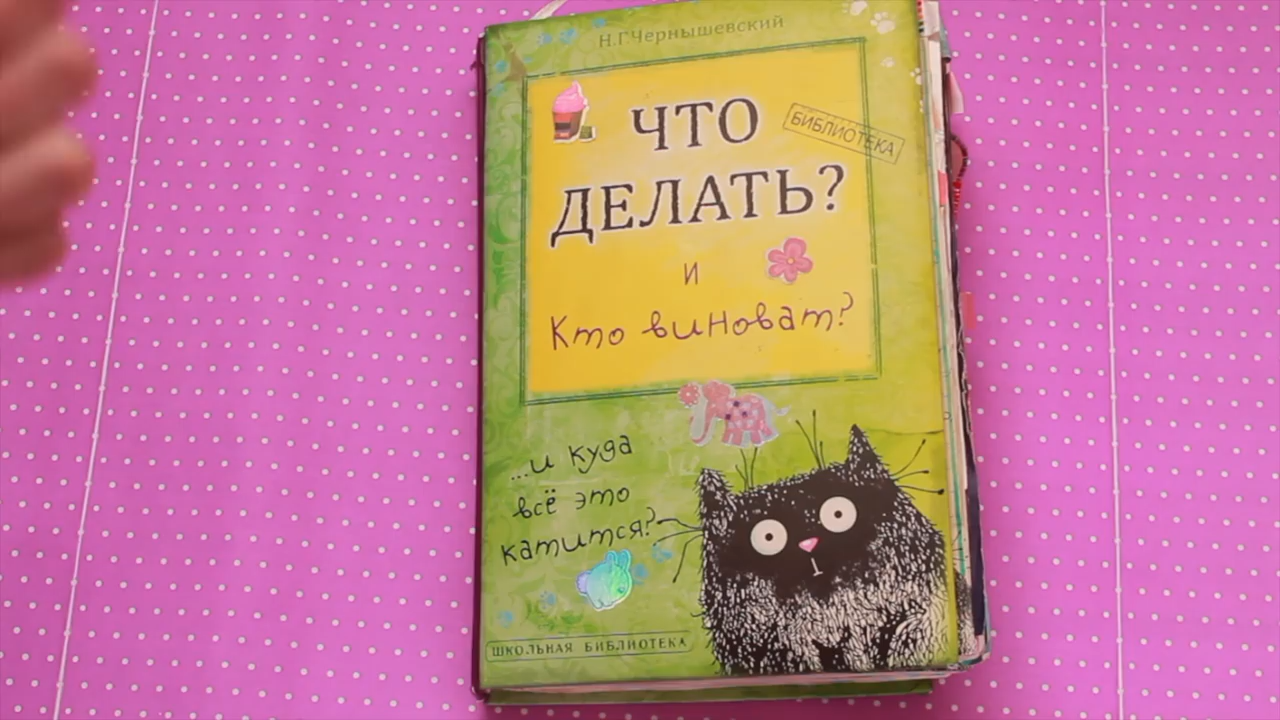 Н.Г.Чернышевский
ЧТО
БИБЛИОТЕКА
ДЕЛАТЬ?
и
Кто виноват?
...и куда
всё это
катится?
ШКОЛЬНАЯ БИБЛИОТЕКА